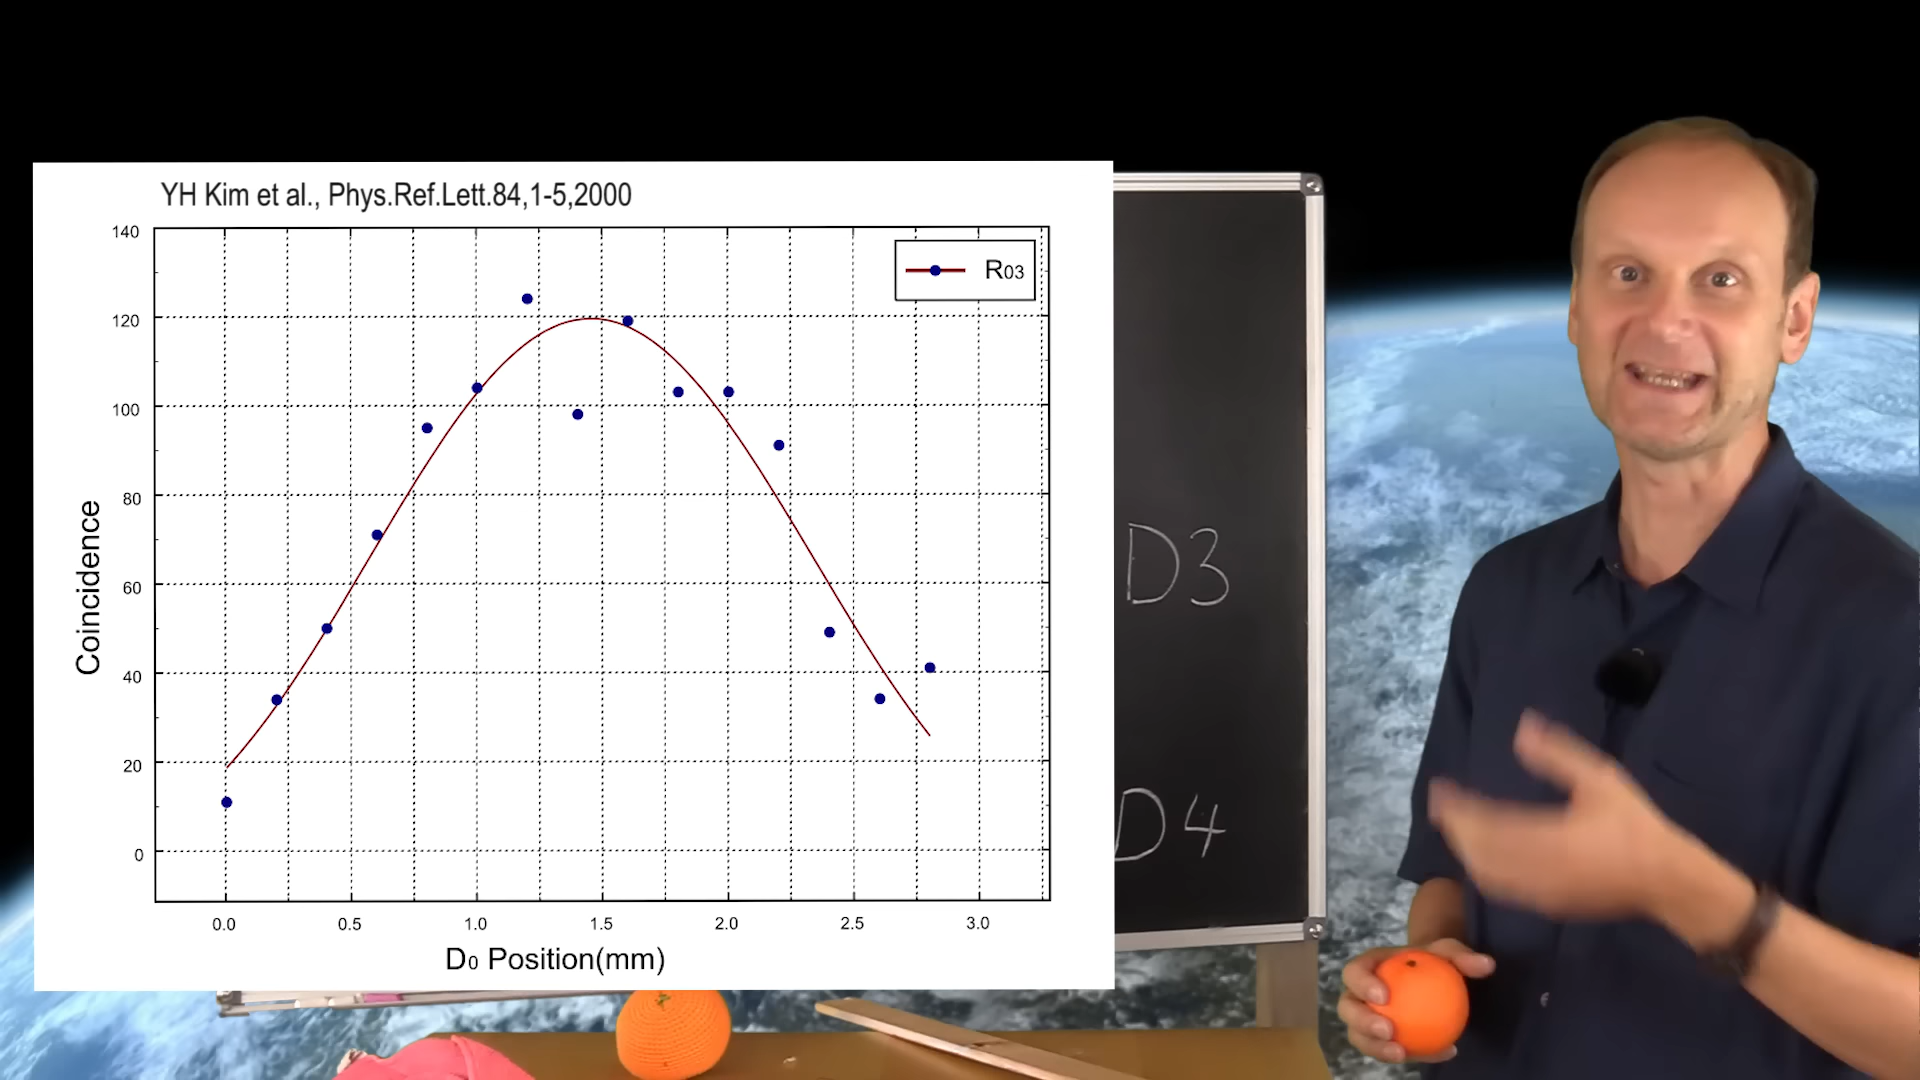 YH Kim et al., Phys.Ref.Lett.84,1-5,2000
140
120
100
80
60
40
20
0
Coincidence
R03
0.0 0.5 1.0 1.5 2.0 2.5 3.0
D0 Position(mm)
D3
D4